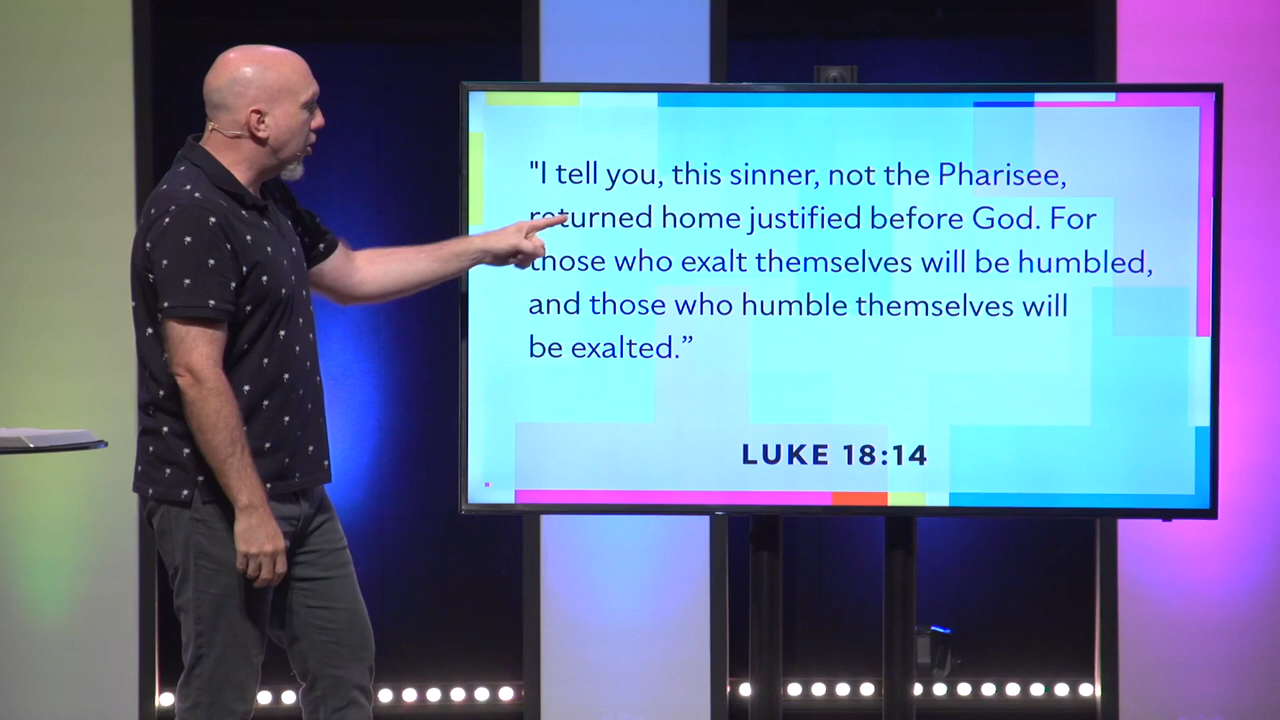 "I tell you, this sinner, not the Pharisee,
returned home justified before God. For
those who exalt themselves will be humbled,
and those who humble themselves will
be exalted.”
LUKE 18:14